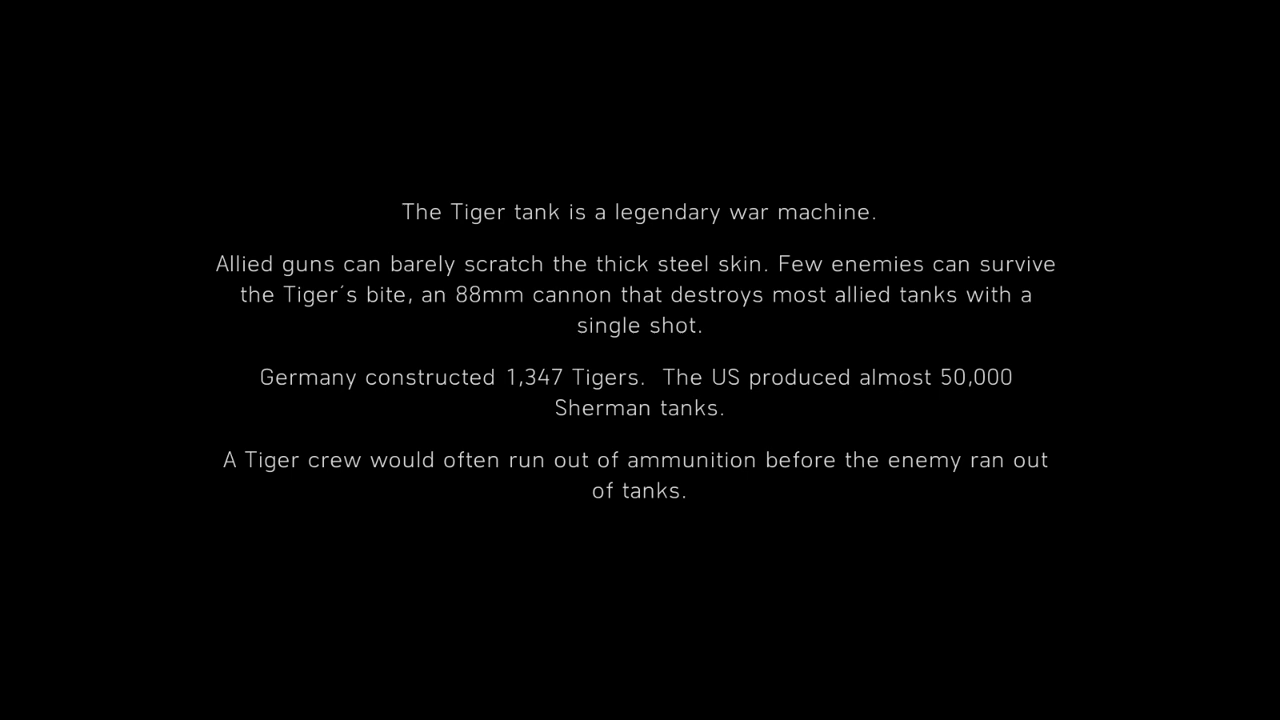 The Tiger tank is a legendary war machine.
Allied guns can barely scratch the thick steel skin. Few enemies can survive
the Tiger´s bite, an 88mm cannon that destroys most allied tanks with a
single shot.
Germany constructed 1,347 Tigers.  The US produced almost 50,000
Sherman tanks.
A Tiger crew would often run out of ammunition before the enemy ran out
of tanks.